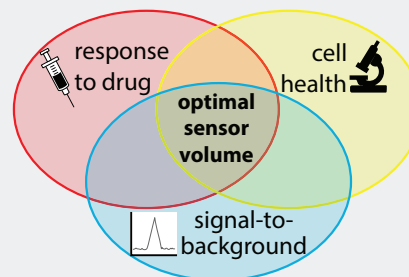 response
to drug
cell
health
optimal
sensor
volume
signal-to-
background